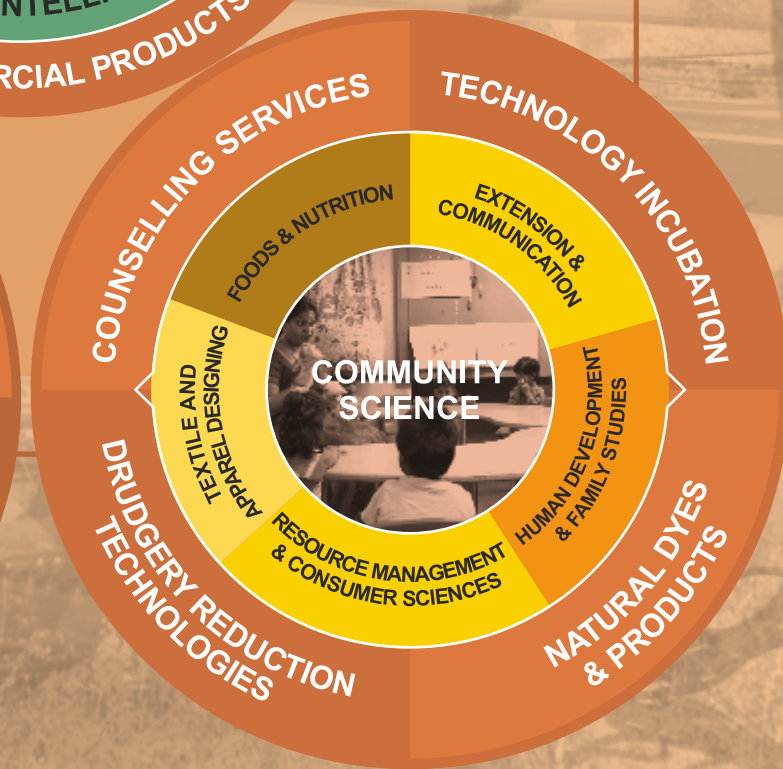 COMMERCIAL PRODUCTS
COUNSELLING SERVICES
TECHNOLOGY INCUBATION
FOODS & NUTRITION
EXTENSION &
COMMUNICATION
COMMUNITY
SCIENCE
TEXTILE AND
APPAREL DESIGNING
HUMAN DEVELOPMENT
& FAMILY STUDIES
RESOURCE MANAGEMENT
& CONSUMER SCIENCES
DRUDGERY REDUCTION
TECHNOLOGIES
NATURAL DYES
& PRODUCTS